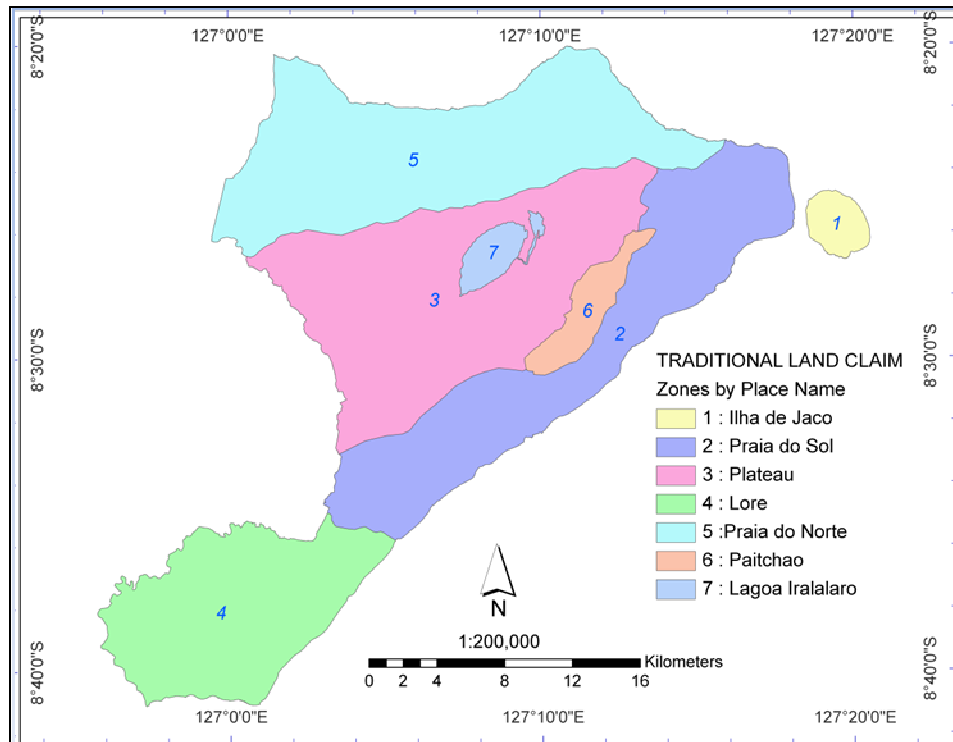 127°0'0"E 127°10'0"E 127°20'0"E
8°20'0"S 8°20'0"S
5
1
7
3
6
2
8°30'0"S 8°30'0"S
TRADITIONAL LAND CLAIM
Zones by Place Name
1 : Ilha de Jaco
2 : Praia do Sol
3 : Plateau
4 : Lore
5 :Praia do Norte
6 : Paitchao
7 : Lagoa Iralalaro
4
N
1:200,000
Kilometers
0 2 4 8 12 16
8°40'0"S 8°40'0"S
127°0'0"E 127°10'0"E 127°20'0"E